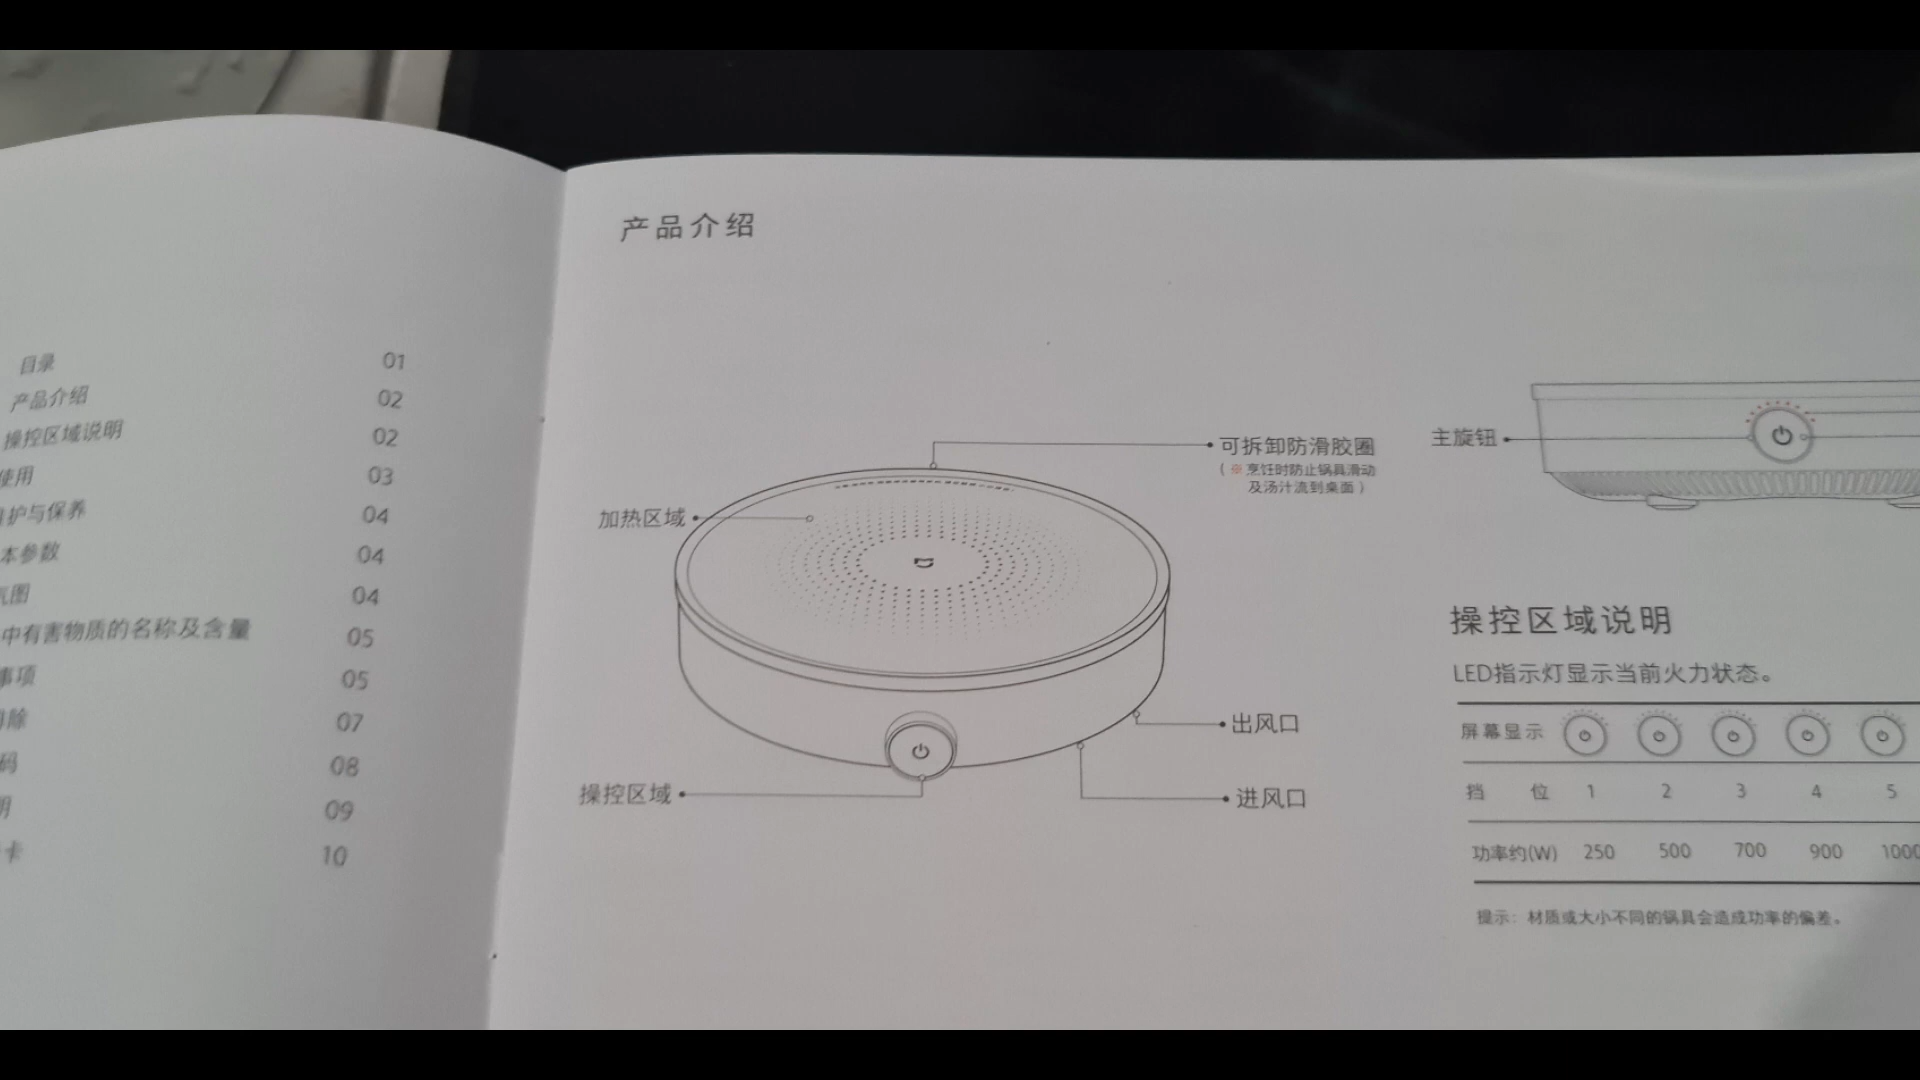 目录 01
产品介绍 02
操控区域说明 02
使用 03
护与保养 04
本参数 04
图 04
中有害物质的名称及含量 05
事项 05
除 07
码 08
明 09
卡 10
产品介绍
可拆卸防滑胶圈
(※烹饪时防止锅具滑动
及汤汁流到桌面)
加热区域
出风口
操控区域
进风口
主旋钮
操控区域说明
LED指示灯显示当前火力状态。
屏幕显示
挡 位 1 2 3 4 5
功率约(W) 250 500 700 900 1000
提示：材质或大小不同的锅具会造成功率的偏差。